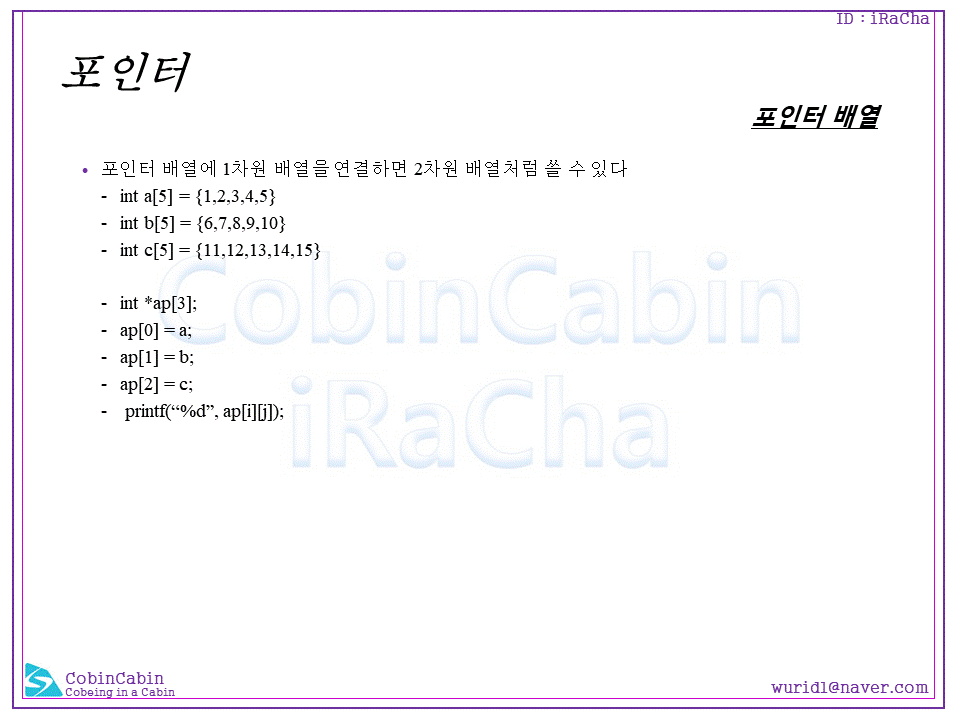 ID : iRaCha
포인터
포인터 배열
• 포인터 배열에 1차원 배열을 연결하면 2차원 배열처럼 쓸 수 있다
- int a[5] = {1,2,3,4,5}
- int b[5] = {6,7,8,9,10}
- int c[5] = {11,12,13,14,15}
- int *ap[3];
- ap[0] = a;
- ap[1] = b;
- ap[2] = c;
- printf(“%d”, ap[i][j]);
CobinCabin
iRaCha
CobinCabin
Cobeing in a Cabin
wurid1@naver.com